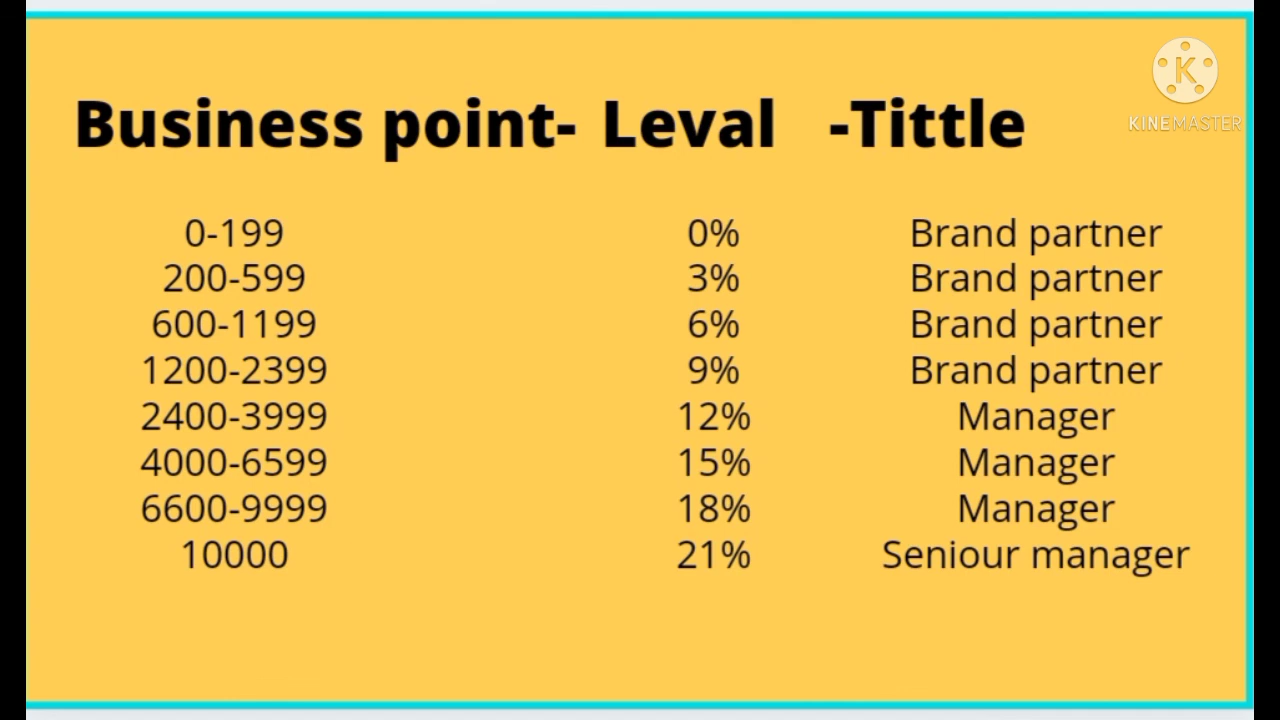 Business point- Leval -Tittle
KINEMASTER
0-199 0% Brand partner
200-599 3% Brand partner
600-1199 6% Brand partner
1200-2399 9% Brand partner
2400-3999 12% Manager
4000-6599 15% Manager
6600-9999 18% Manager
10000 21% Seniour manager